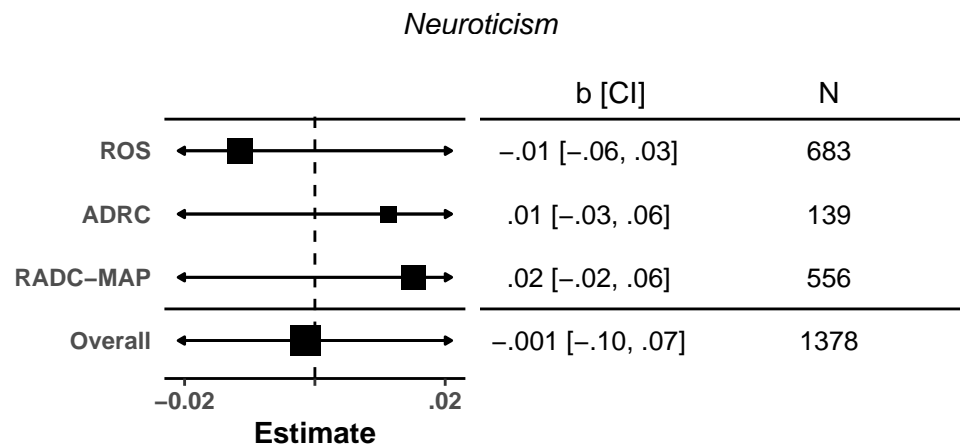 Neuroticism
b [CI] N
ROS −.01 [−.06, .03] 683
ADRC .01 [−.03, .06] 139
RADC−MAP .02 [−.02, .06] 556
Overall −.001 [−.10, .07] 1378
−0.02 .02
Estimate